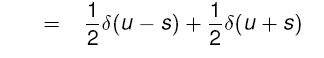 = 1/2 δ(u − s) + 1/2 δ(u + s)